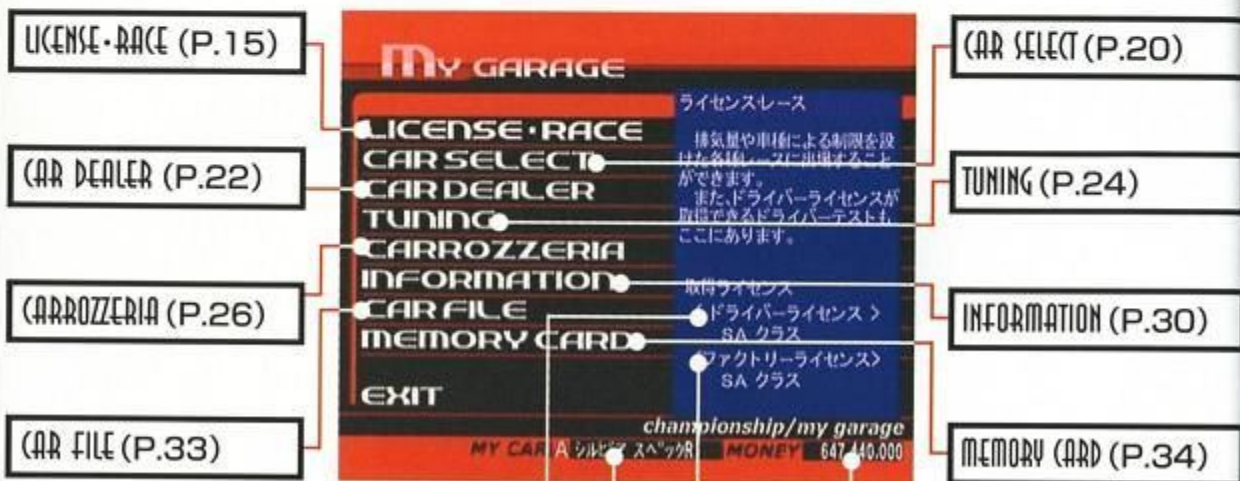 LICENSE・RACE (P.15)
CAR DEALER (P.22)
CARROZZERIA (P.26)
CAR FILE (P.33)
MY GARAGE
LICENSE・RACE
CAR SELECT
CAR DEALER
TUNING
CARROZZERIA
INFORMATION
CAR FILE
MEMORY CARD
EXIT
ライセンス・レース
排気量や車種による制限を設
けた各種レースに出場すること
ができます。
また、ドライバーライセンスが
取得できるドライバーテストも
ここにあります。
取得ライセンス
ドライバーライセンス >
SA クラス
ファクトリーライセンス>
SA クラス
championship/my garage
MY CAR A シルビア スペックR MONEY 647,440,000
CAR SELECT (P.20)
TUNING (P.24)
INFORMATION (P.30)
MEMORY CARD (P.34)